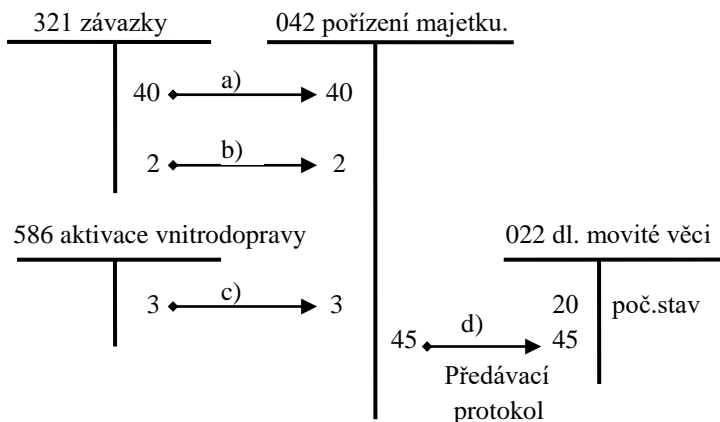 321 závazky 042 pořízení majetku.
40 a) 40
2 b) 2
586 aktivace vnitrodopravy 022 dl. movité věci
3 c) 3 20 poč.stav
45 d) 45
Předávací
protokol